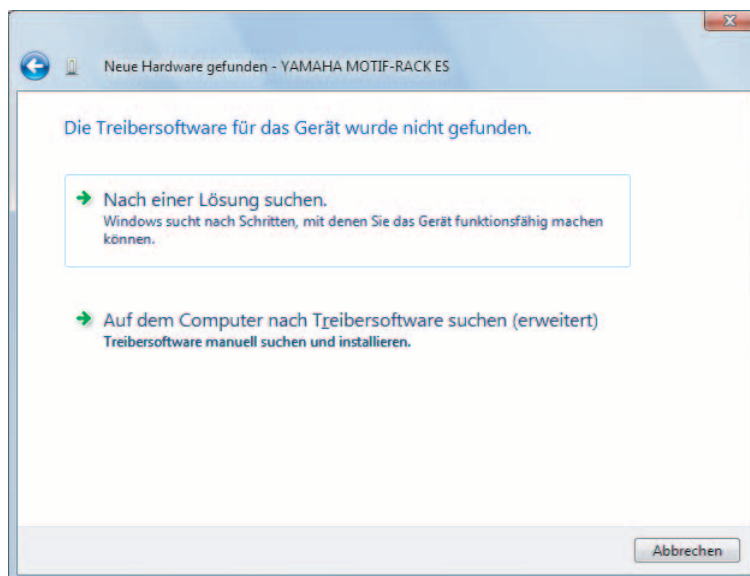 Neue Hardware gefunden - YAMAHA MOTIF-RACK ES
Die Treibersoftware für das Gerät wurde nicht gefunden.
Nach einer Lösung suchen.
Windows sucht nach Schritten, mit denen Sie das Gerät funktionsfähig machen
können.
Auf dem Computer nach Treibersoftware suchen (erweitert)
Treibersoftware manuell suchen und installieren.
Abbrechen